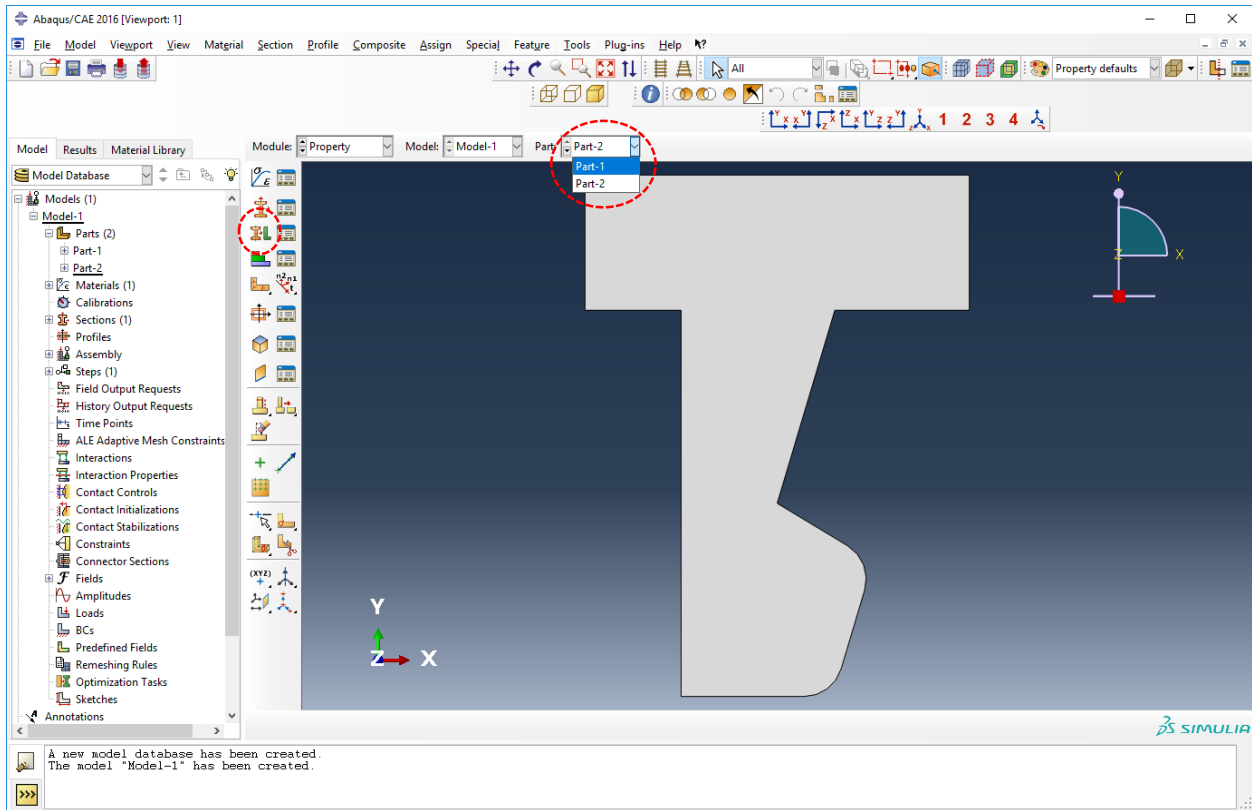 Abaqus/CAE 2016 [Viewport: 1]
File Model Viewport View Material Section Profile Composite Assign Special Feature Tools Plug-ins Help
All Property defaults
1 2 3 4
Model Results Material Library Module: Property Model: Model-1 Part: Part-2
Part-1
Part-2
Model Database
Models (1)
Model-1
Parts (2)
Part-1
Part-2
Materials (1)
Calibrations
Sections (1)
Profiles
Assembly
Steps (1)
Field Output Requests
History Output Requests
Time Points
ALE Adaptive Mesh Constraints
Interactions
Interaction Properties
Contact Controls
Contact Initializations
Contact Stabilizations
Constraints
Connector Sections
Fields
Amplitudes
Loads
BCs
Predefined Fields
Remeshing Rules
Optimization Tasks
Sketches
Annotations
(XYZ)
Y
Z X
Y
Z X
SIMULIA
A new model database has been created.
The model "Model-1" has been created.
>>>